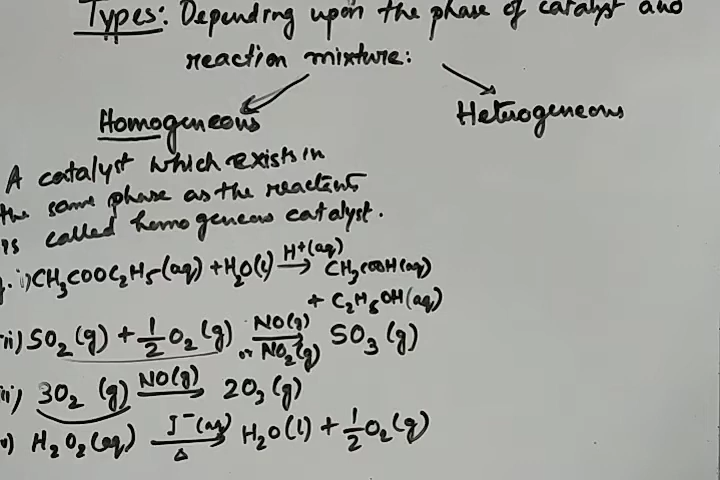 Types: Depending upon the phase of catalyst and
reaction mixture:
Homogeneous
Heterogeneous
A catalyst which exists in
the same phase as the reactants
is called homogeneous catalyst.
g. i) CH₃COOC₂H₅(aq) + H₂O(l) → CH₃COOH(aq)
H⁺(aq)
+ C₂H₅OH(aq)
ii) SO₂(g) + 1/2 O₂(g) → SO₃(g)
NO(g)
or NO₂(g)
iii) 3O₂ (g) → 2O₃(g)
NO(g)
) H₂O₂(aq) → H₂O(l) + 1/2 O₂(g)
I⁻(aq)
Δ